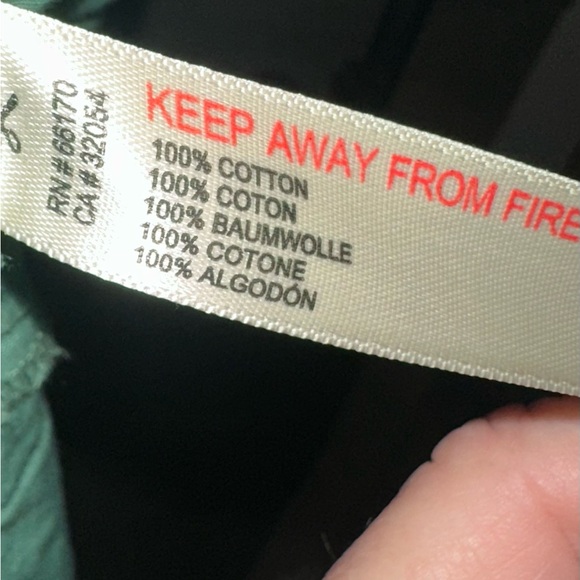 RN # 66170
CA # 32054
KEEP AWAY FROM FIRE
100% COTTON
100% COTON
100% BAUMWOLLE
100% COTONE
100% ALGODÓN